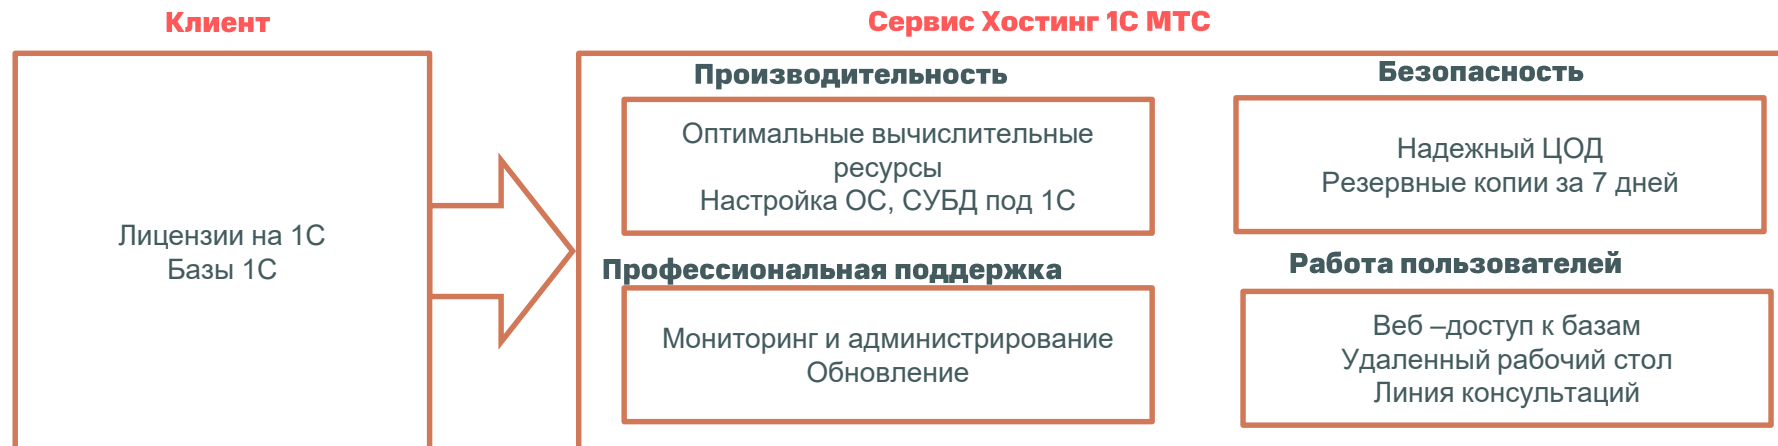 Клиент
Сервис Хостинг 1С МТС
Лицензии на 1С
Базы 1С
Производительность
Оптимальные вычислительные
ресурсы
Настройка ОС, СУБД под 1С
Безопасность
Надежный ЦОД
Резервные копии за 7 дней
Профессиональная поддержка
Мониторинг и администрирование
Обновление
Работа пользователей
Веб –доступ к базам
Удаленный рабочий стол
Линия консультаций